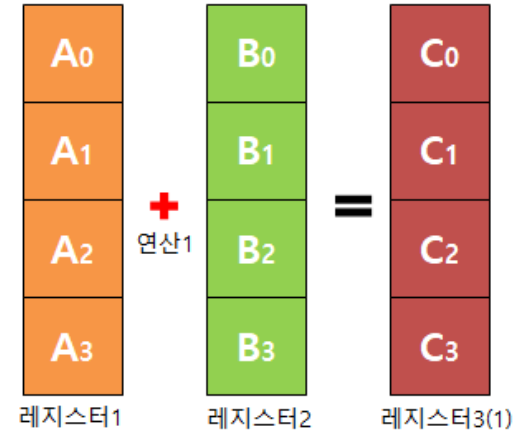 A0 B0 C0
A1 B1 C1
A2 B2 C2
A3 B3 C3
+ =
연산1
레지스터1 레지스터2 레지스터3(1)